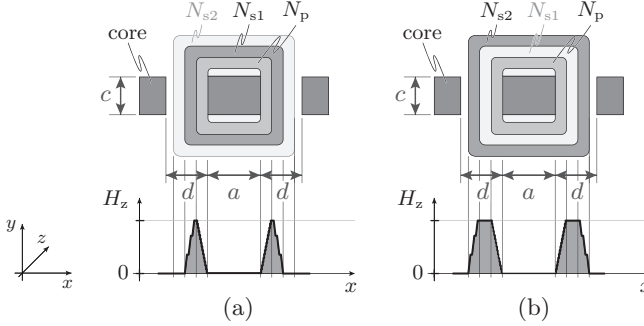 N_s2 N_s1 N_p
core
c
d a d
H_z
0
x
(a)
N_s2 N_s1 N_p
core
c
d a d
H_z
0
x
(b)
y
z
x